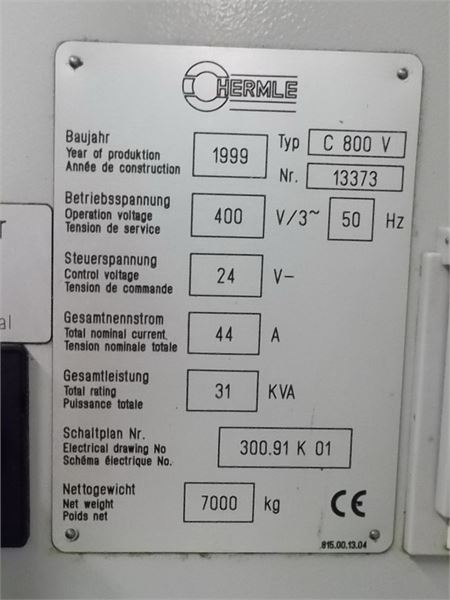 HERMLE
Baujahr
Year of produktion
Année de construction
1999
Typ C 800 V
Nr. 13373
Betriebsspannung
Operation voltage
Tension de service
400 V/3~ 50 Hz
Steuerspannung
Control voltage
Tension de commande
24 V–
Gesamtnennstrom
Total nominal current.
Tension nominale totale
44 A
Gesamtleistung
Total rating
Puissance totale
31 KVA
Schaltplan Nr.
Electrical drawing No
Schéma électrique No.
300.91 K 01
Nettogewicht
Net weight
Poids net
7000 kg
CE
815.00.13.04